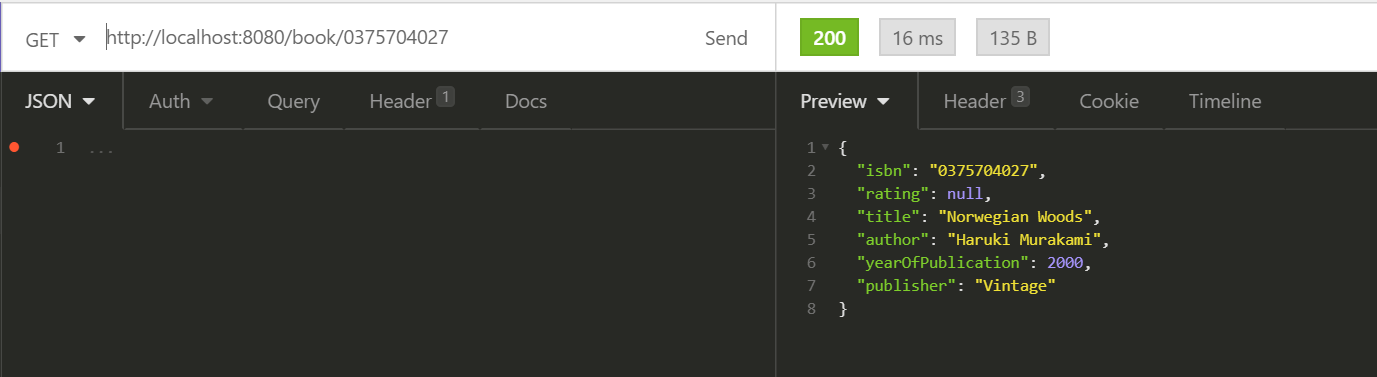 GET http://localhost:8080/book/0375704027 Send 200 16 ms 135 B
JSON Auth Query Header 1 Docs Preview Header 3 Cookie Timeline
1 ...
1 {
2 "isbn": "0375704027",
3 "rating": null,
4 "title": "Norwegian Woods",
5 "author": "Haruki Murakami",
6 "yearOfPublication": 2000,
7 "publisher": "Vintage"
8 }